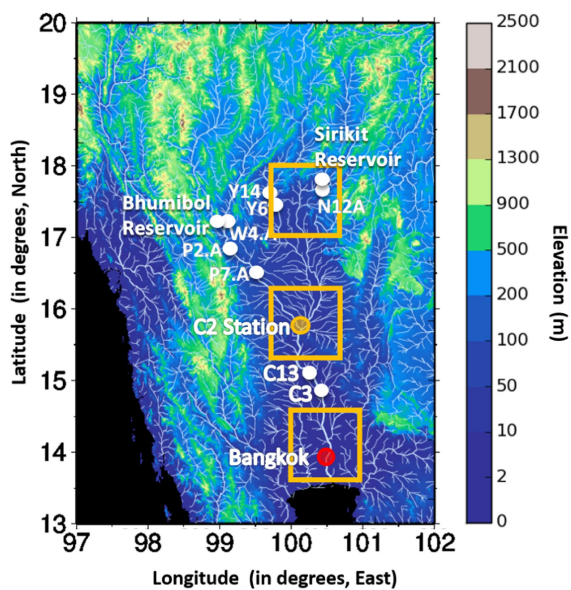 20
19
18
17
16
15
14
13
97
98
99
100
101
102
Latitude (in degrees, North)
Longitude (in degrees, East)
Sirikit
Reservoir
Y14
Y6
N12A
Bhumibol
Reservoir
W4.A
P2.A
P7.A
C2 Station
C13
C3
Bangkok
2500
2100
1700
1300
900
500
200
100
50
10
2
0
Elevation (m)